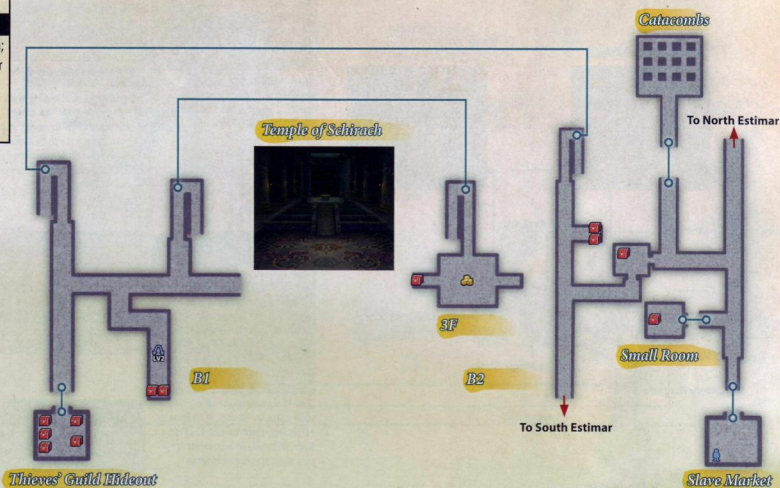 Catacombs
To North Estimar
Temple of Schirach
3F
LV2
B1
B2
Small Room
To South Estimar
Thieves' Guild Hideout
Slave Market